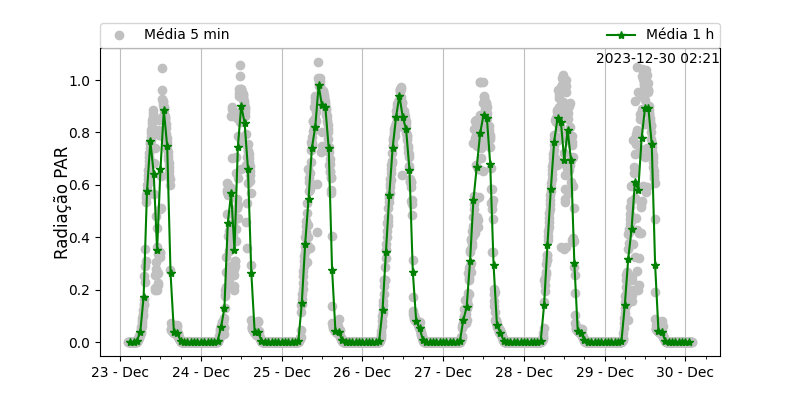 Média 5 min
Média 1 h
2023-12-30 02:21
Radiação PAR
1.0
0.8
0.6
0.4
0.2
0.0
23 - Dec
24 - Dec
25 - Dec
26 - Dec
27 - Dec
28 - Dec
29 - Dec
30 - Dec